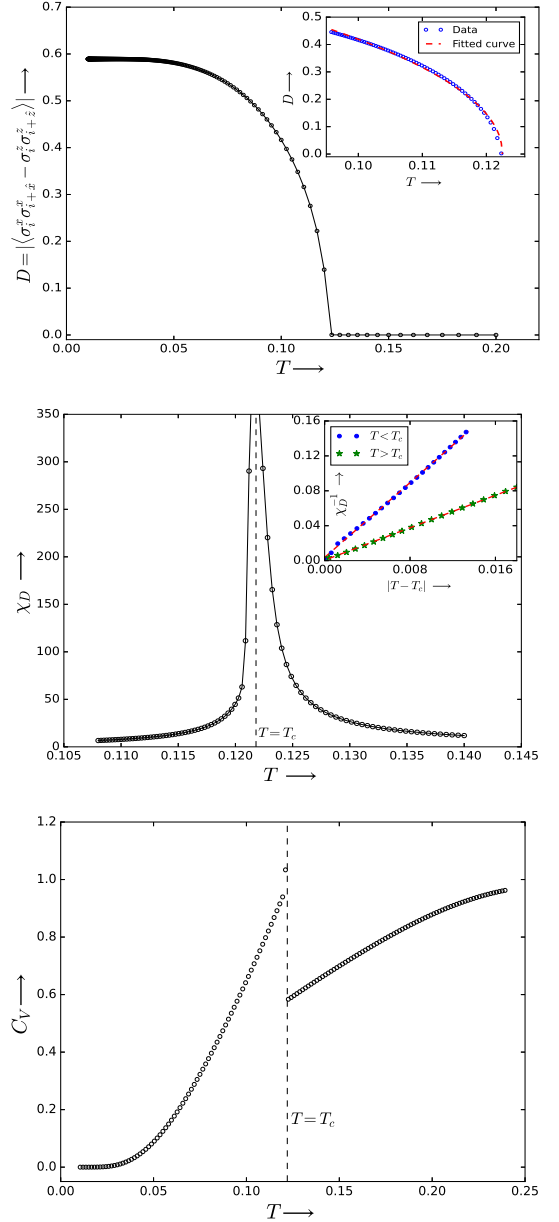 0.7
0.6
0.5
0.4
0.3
0.2
0.1
0.0
D = |⟨σ_i^x σ_{i+x̂}^x − σ_i^z σ_{i+ẑ}^z⟩| ⟶
0.00 0.05 0.10 0.15 0.20
T ⟶
0.5
0.4
0.3
0.2
0.1
0.0
D ⟶
Data
Fitted curve
0.10 0.11 0.12
T ⟶
350
300
250
200
150
100
50
0
χ_D ⟶
T = T_c
0.105 0.110 0.115 0.120 0.125 0.130 0.135 0.140 0.145
T ⟶
0.16
0.12
0.08
0.04
0.00
χ_D^{-1} ⟶
T < T_c
T > T_c
0.000 0.008 0.016
|T − T_c| ⟶
1.2
1.0
0.8
0.6
0.4
0.2
0.0
C_V ⟶
T = T_c
0.00 0.05 0.10 0.15 0.20 0.25
T ⟶